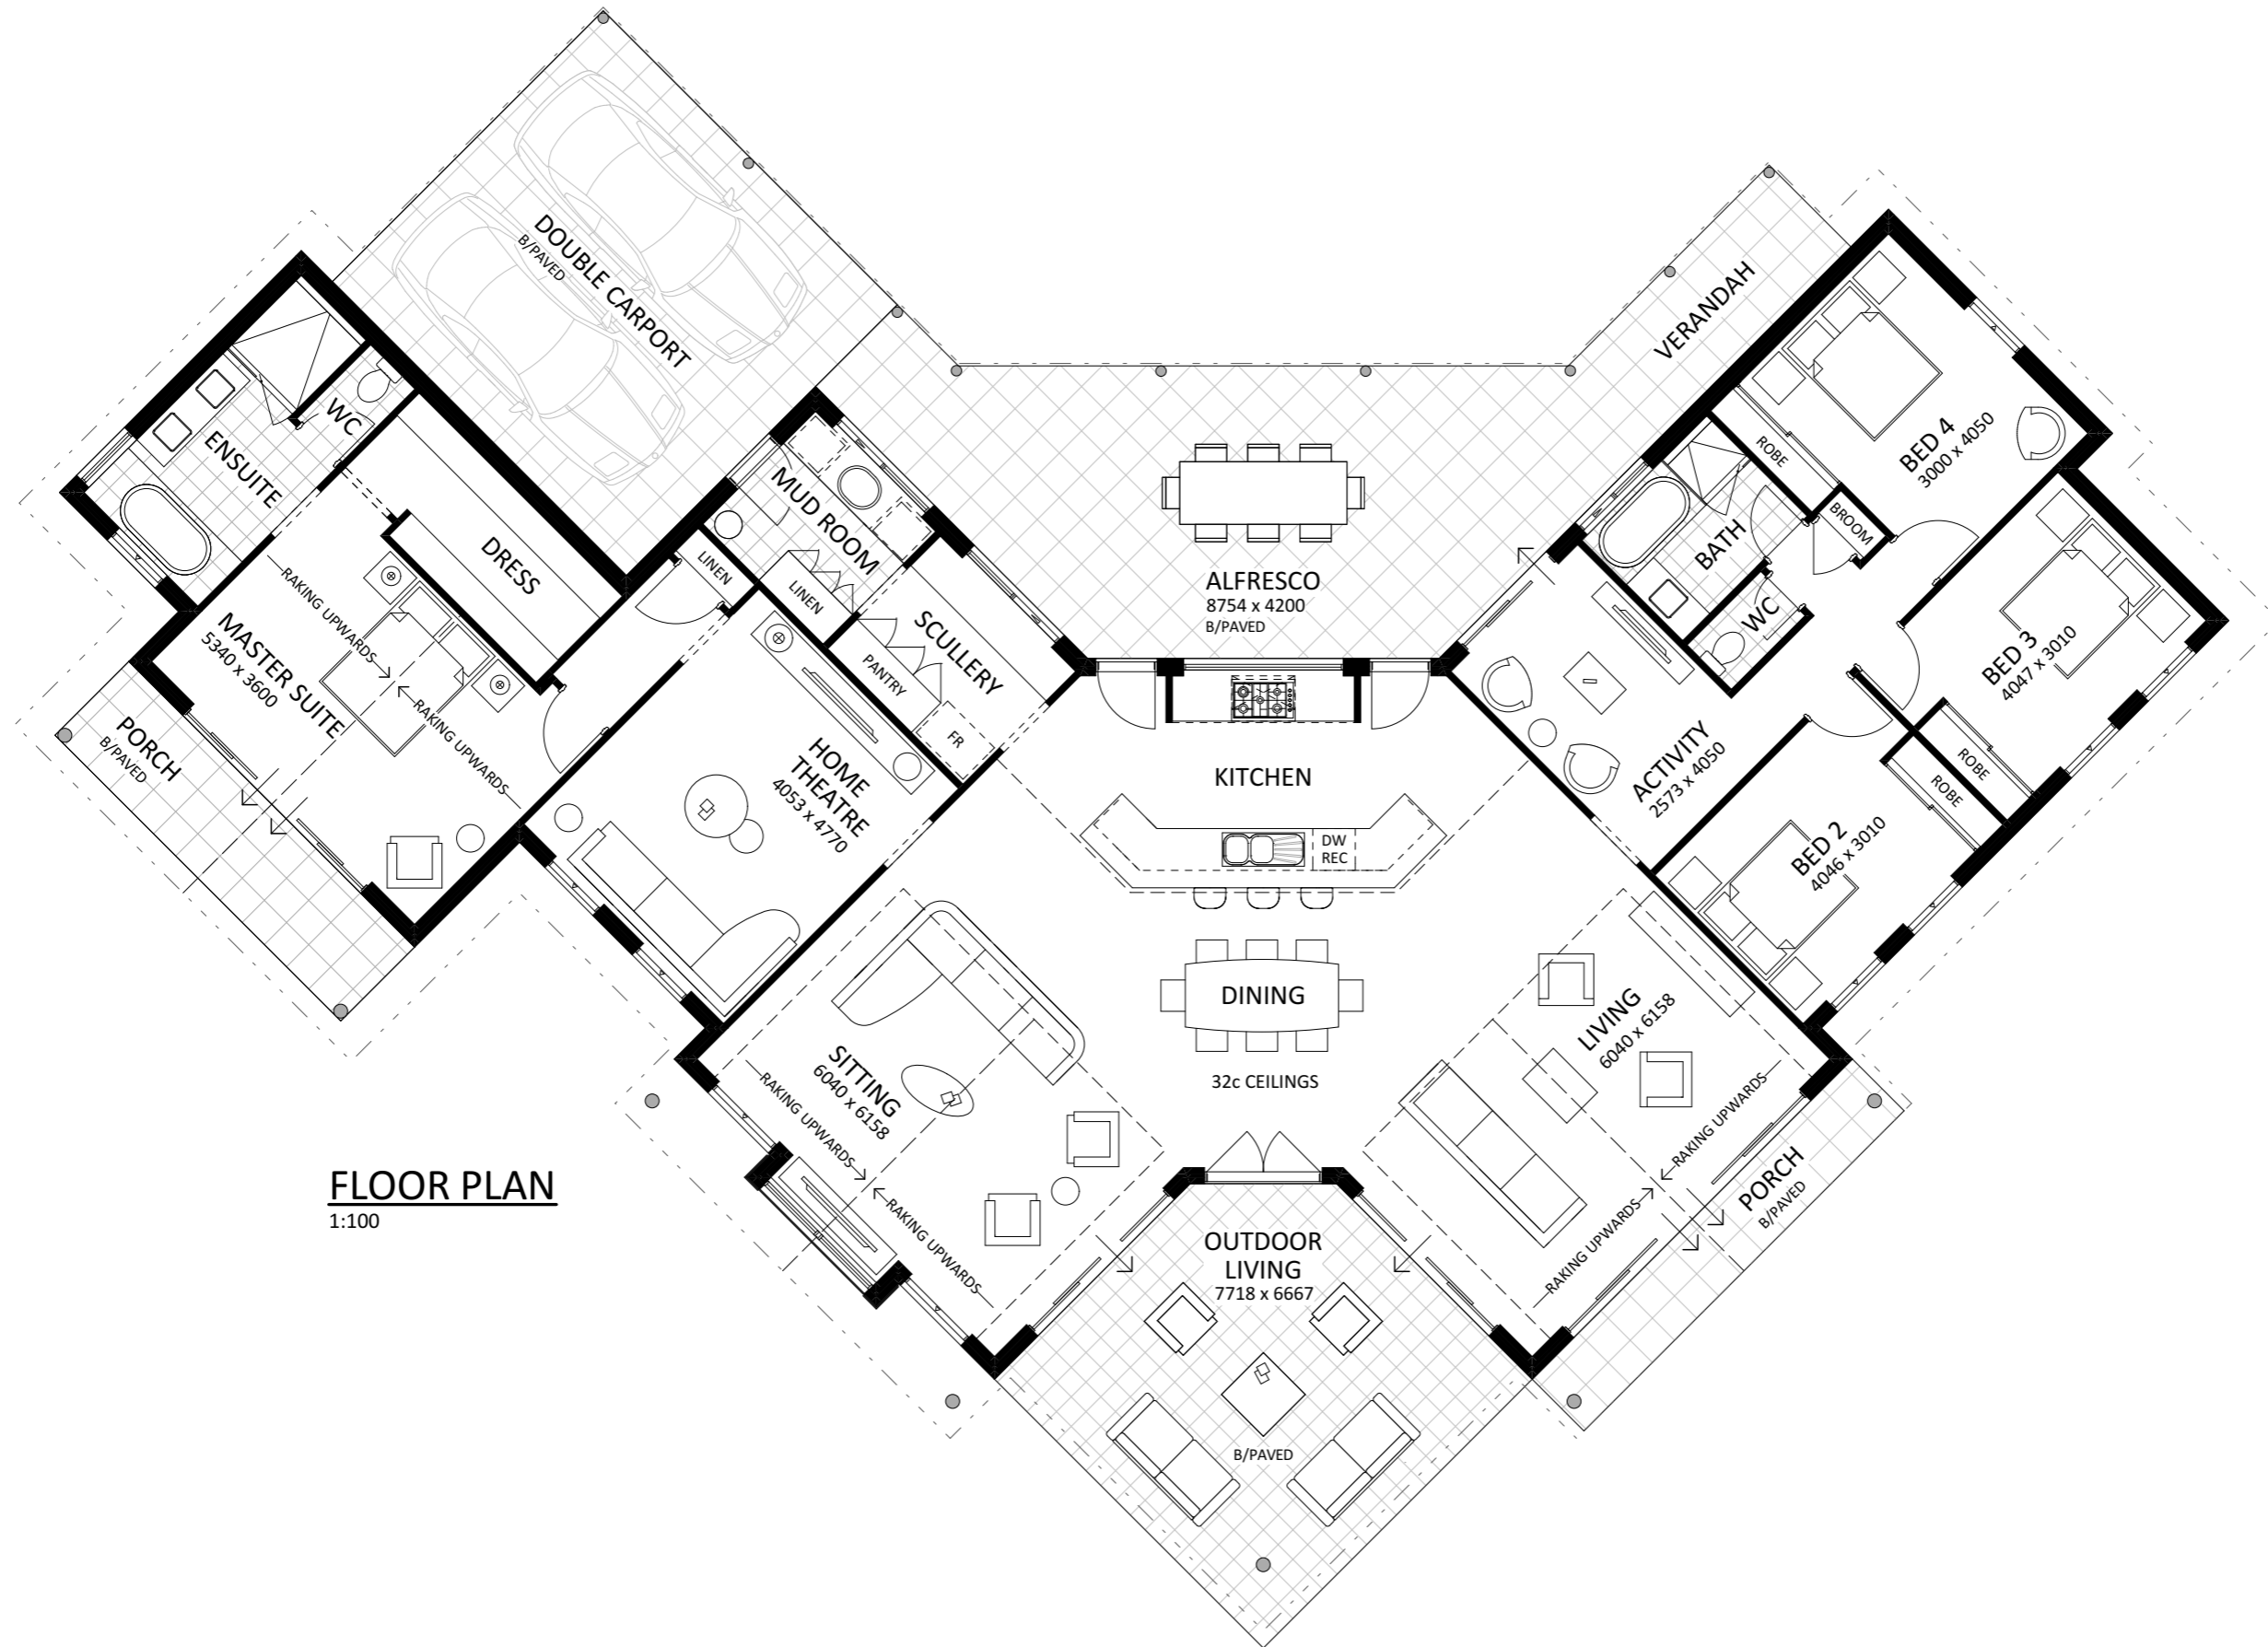 DOUBLE CARPORT
B/PAVED
VERANDAH
ENSUITE
WC
DRESS
MUD ROOM
LINEN
LINEN
PANTRY
SCULLERY
FR
RAKING UPWARDS
RAKING UPWARDS
MASTER SUITE
5340 x 3600
PORCH
B/PAVED
HOME
THEATRE
4053 x 4770
ALFRESCO
8754 x 4200
B/PAVED
KITCHEN
DW
REC
DINING
32c CEILINGS
BED 4
3000 x 4050
ROBE
BROOM
BATH
WC
BED 3
4047 x 3010
ROBE
ROBE
ACTIVITY
2573 x 4050
BED 2
4046 x 3010
SITTING
6040 x 6158
RAKING UPWARDS
RAKING UPWARDS
LIVING
6040 x 6158
RAKING UPWARDS
RAKING UPWARDS
PORCH
B/PAVED
OUTDOOR
LIVING
7718 x 6667
B/PAVED
FLOOR PLAN
1:100